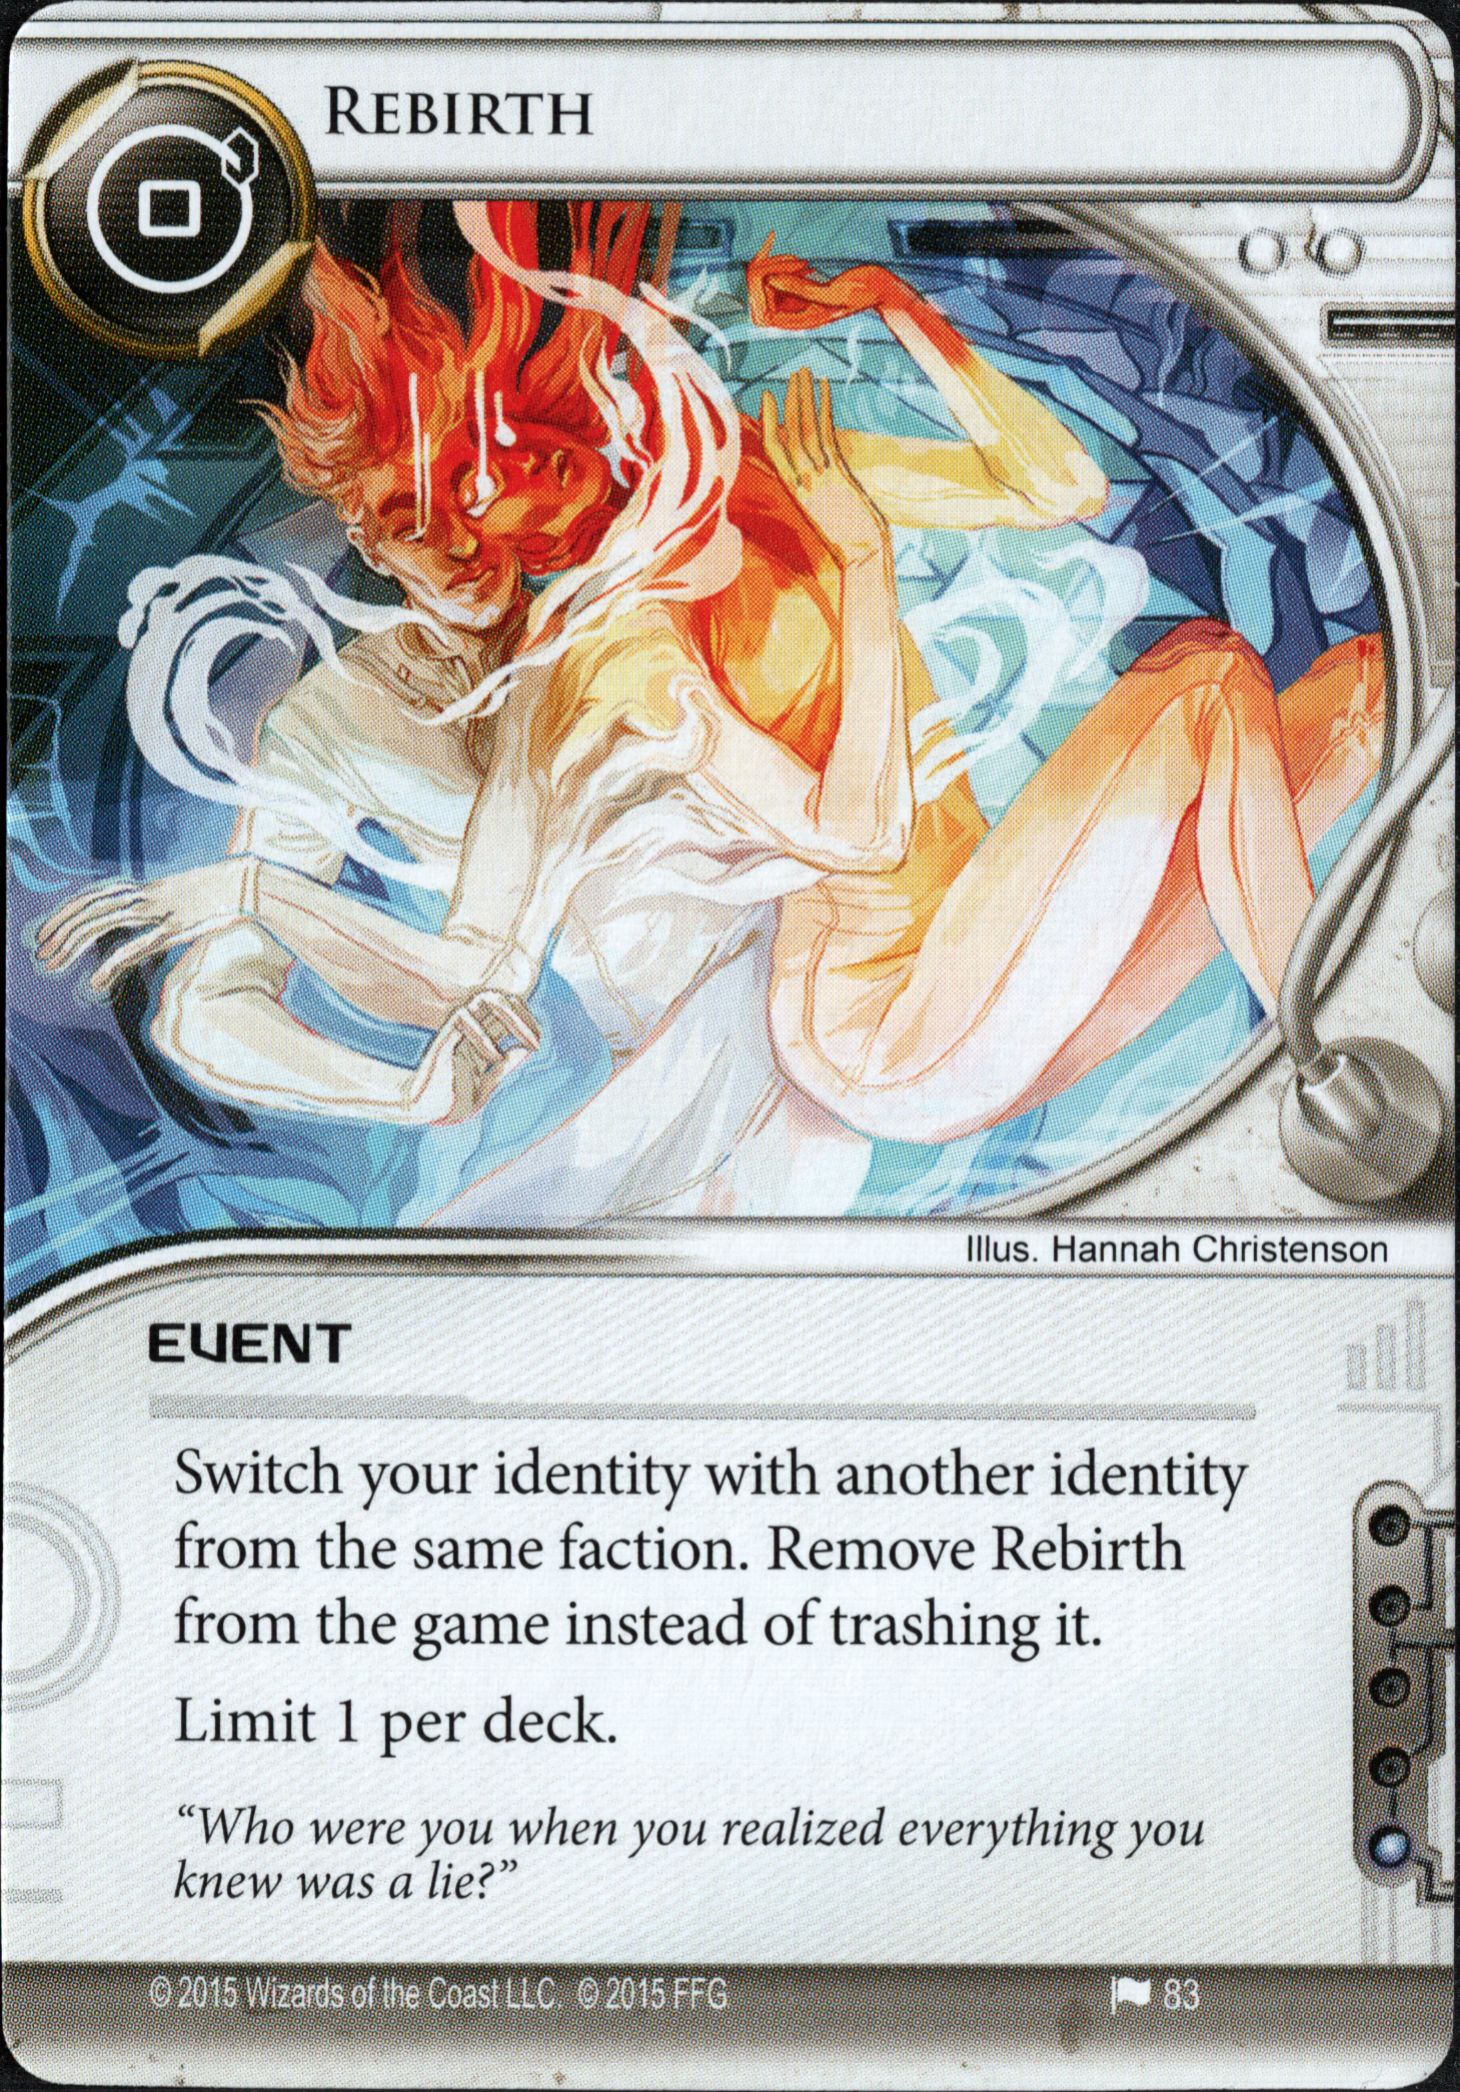 0
REBIRTH
Illus. Hannah Christenson
EVENT
Switch your identity with another identity
from the same faction. Remove Rebirth
from the game instead of trashing it.
Limit 1 per deck.
“Who were you when you realized everything you
knew was a lie?”
© 2015 Wizards of the Coast LLC. © 2015 FFG
83